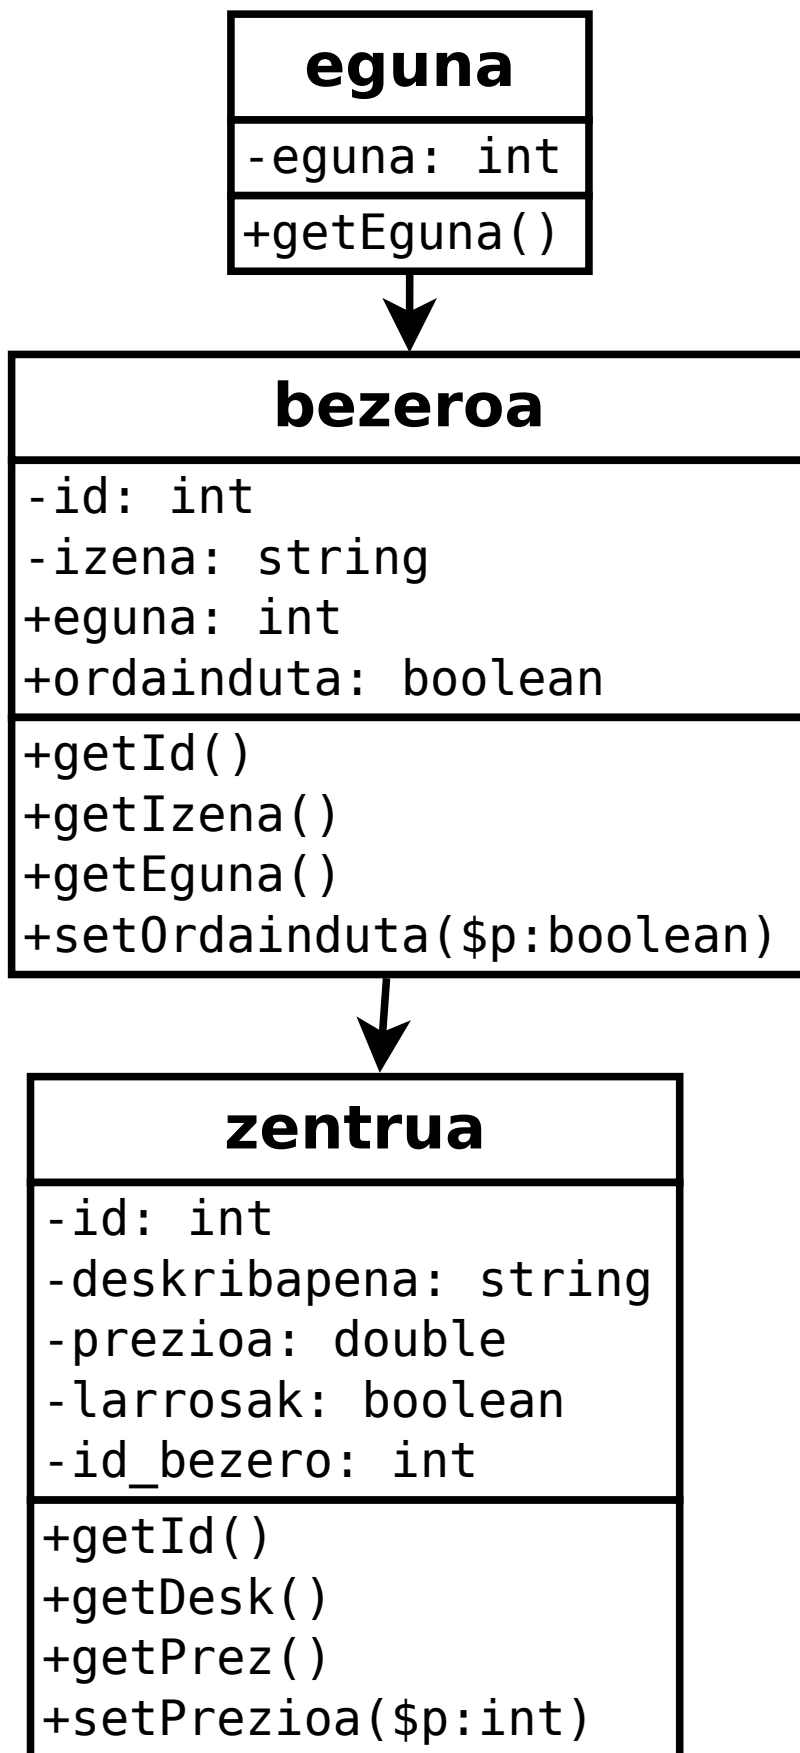 eguna
-eguna: int
+getEguna()
bezeroa
-id: int
-izena: string
+eguna: int
+ordainduta: boolean
+getId()
+getIzena()
+getEguna()
+setOrdainduta($p:boolean)
zentrua
-id: int
-deskribapena: string
-prezioa: double
-larrosak: boolean
-id_bezero: int
+getId()
+getDesk()
+getPrez()
+setPrezioa($p:int)